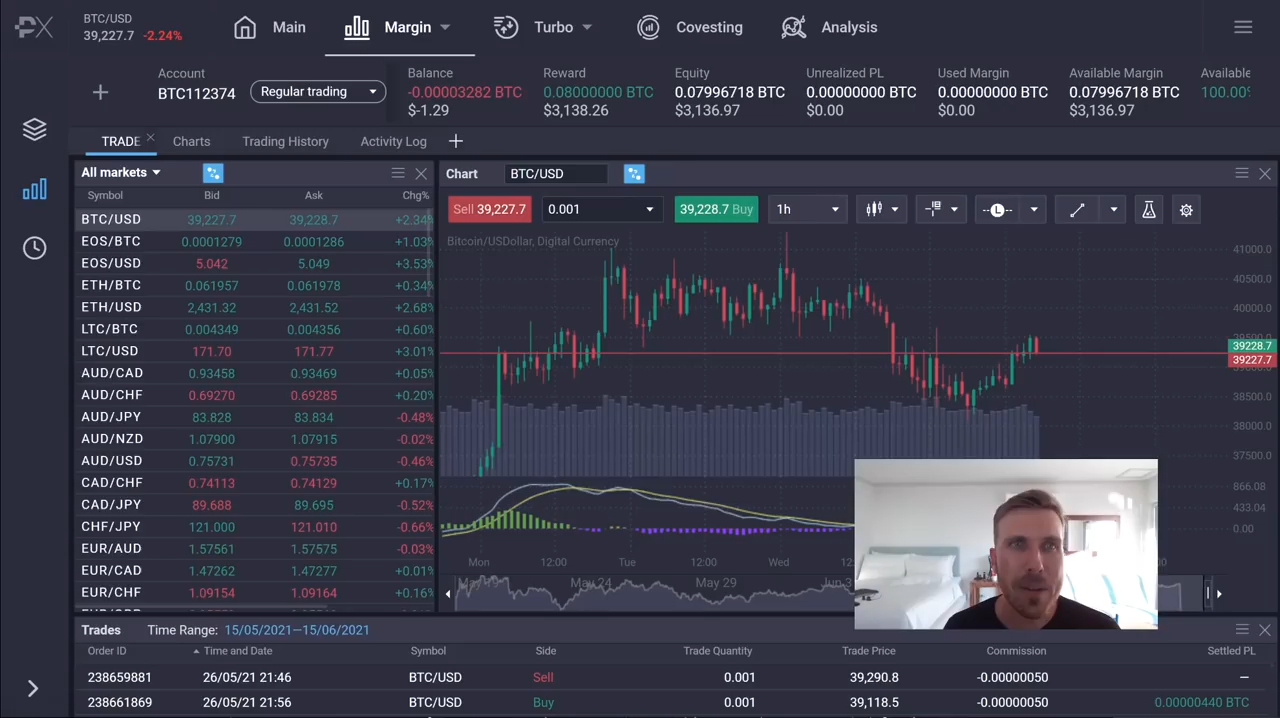 PX
BTC/USD
39,227.7 -2.24%
Main
Margin
Turbo
Covesting
Analysis
Account
BTC112374
Regular trading
Balance
-0.00003282 BTC
$-1.29
Reward
0.08000000 BTC
$3,138.26
Equity
0.07996718 BTC
$3,136.97
Unrealized PL
0.00000000 BTC
$0.00
Used Margin
0.00000000 BTC
$0.00
Available Margin
0.07996718 BTC
$3,136.97
Available
100.00
TRADE Charts Trading History Activity Log
All markets
Symbol Bid Ask Chg%
BTC/USD 39,227.7 39,228.7 +2.34%
EOS/BTC 0.0001279 0.0001286 +1.03%
EOS/USD 5.042 5.049 +3.53%
ETH/BTC 0.061957 0.061978 +0.34%
ETH/USD 2,431.31 2,431.52 +2.68%
LTC/BTC 0.004349 0.004356 +0.60%
LTC/USD 171.70 171.77 +3.01%
AUD/CAD 0.93458 0.93469 +0.05%
AUD/CHF 0.69270 0.69285 +0.20%
AUD/JPY 83.828 83.834 -0.48%
AUD/NZD 1.07900 1.07915 -0.02%
AUD/USD 0.75731 0.75735 -0.46%
CAD/CHF 0.74113 0.74129 +0.17%
CAD/JPY 89.688 89.695 -0.52%
CHF/JPY 121.000 121.010 -0.66%
EUR/AUD 1.57561 1.57575 -0.03%
EUR/CAD 1.47262 1.47277 +0.01%
EUR/CHF 1.09154 1.09164 +0.16%
Chart BTC/USD
Sell 39,227.7 0.001 39,228.7 Buy 1h L
Bitcoin/USDollar, Digital Currency
41000.0
40500.0
40000.0
39228.7
39227.7
38500.0
38000.0
37500.0
866.08
433.04
0.00
Mon 12:00 Tue 12:00 Wed
May 24 May 29
Trades Time Range: 15/05/2021—15/06/2021
Order ID Time and Date Symbol Side Trade Quantity Trade Price Commission Settled PL
238659881 26/05/21 21:46 BTC/USD Sell 0.001 39,290.8 -0.00000050 —
238661869 26/05/21 21:56 BTC/USD Buy 0.001 39,118.5 -0.00000050 0.00000440 BTC